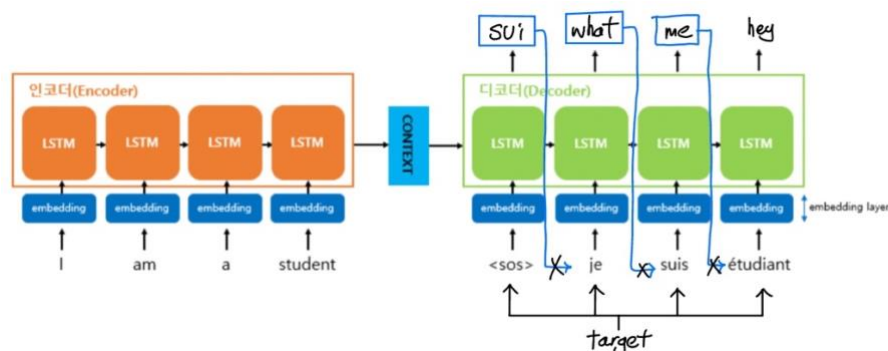 sui what me hey
인코더(Encoder) 디코더(Decoder)
LSTM LSTM LSTM LSTM CONTEXT LSTM LSTM LSTM LSTM
embedding embedding embedding embedding embedding embedding embedding embedding embedding layer
I am a student <sos> je suis étudiant
target